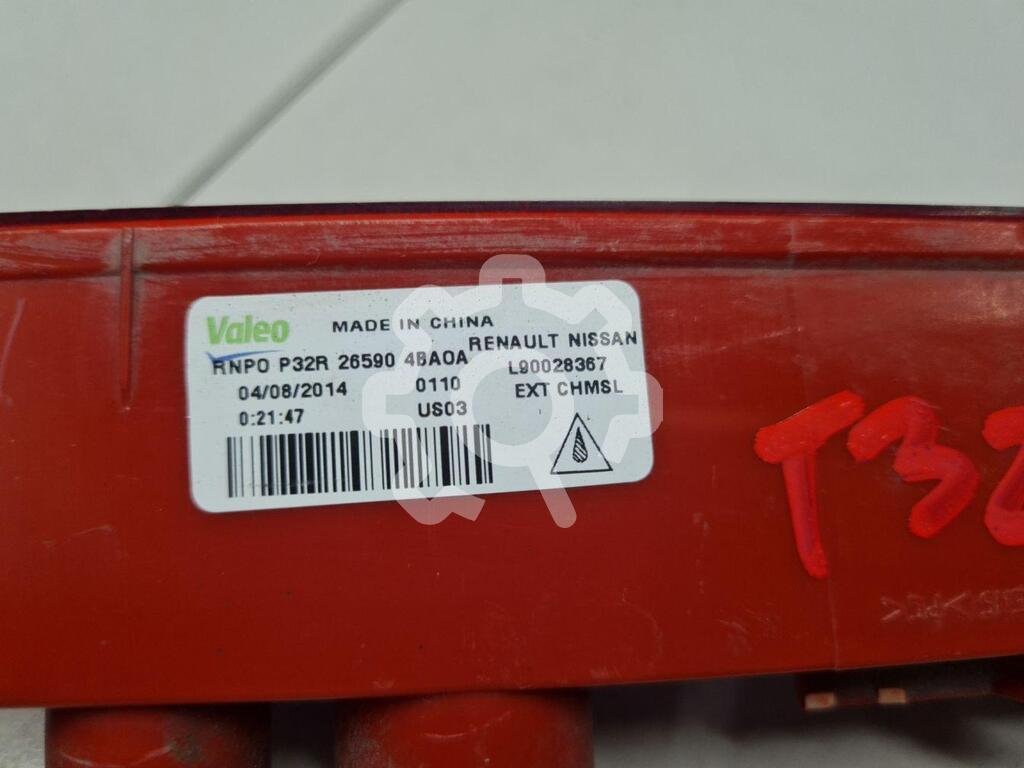 Valeo MADE IN CHINA
RENAULT NISSAN
RNPO P32R 26590 4BA0A
L90028367
04/08/2014 0110 EXT CHMSL
0:21:47 US03
T32